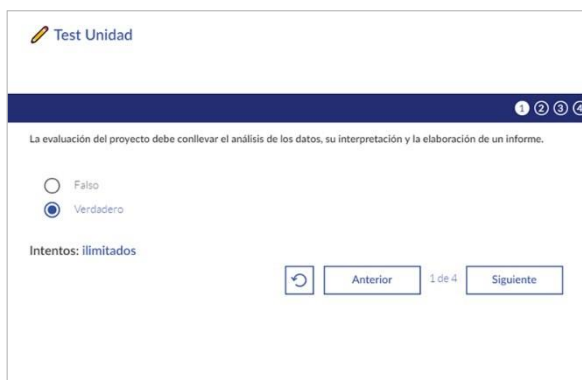 Test Unidad
1 2 3 4
La evaluación del proyecto debe conllevar el análisis de los datos, su interpretación y la elaboración de un informe.
Falso
Verdadero
Intentos: ilimitados
Anterior 1 de 4 Siguiente